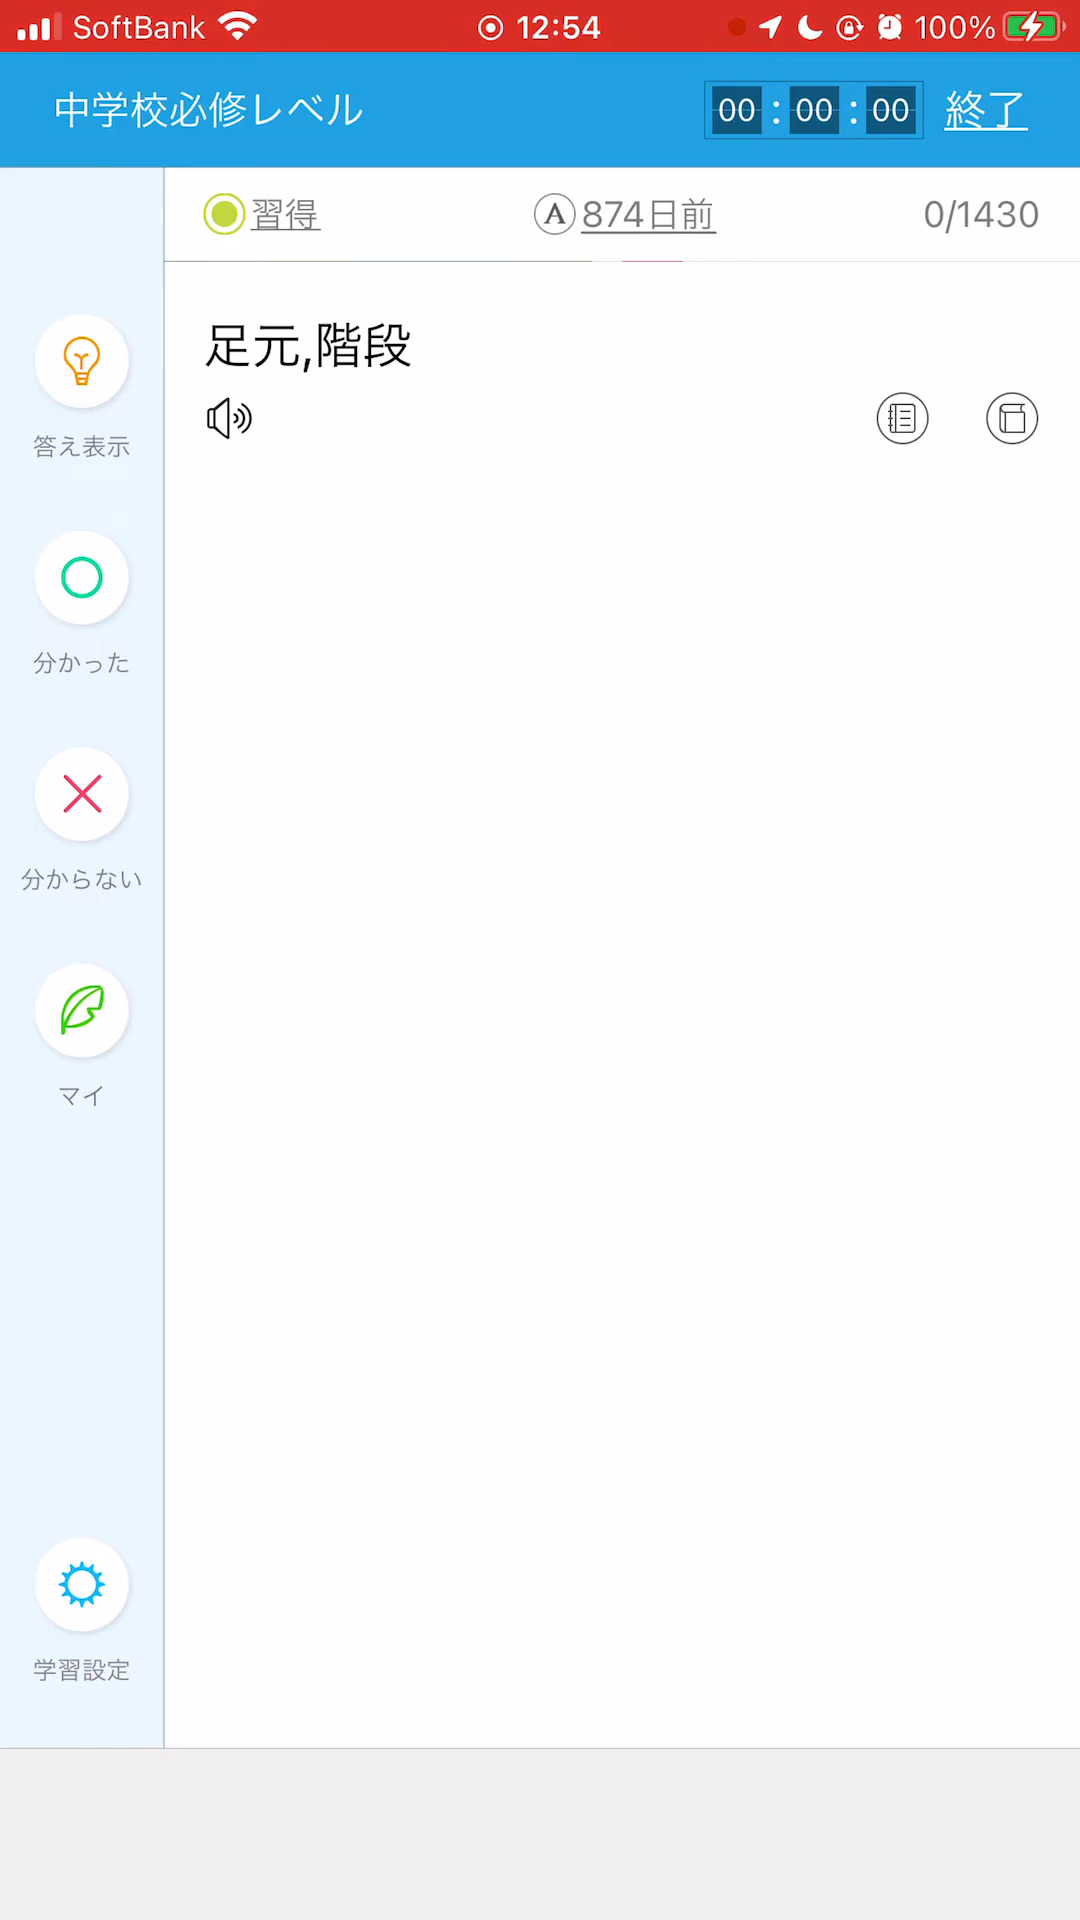 SoftBank 12:54 100%
中学校必修レベル 00:00:00 終了
習得 A 874日前 0/1430
足元,階段
答え表示
分かった
分からない
マイ
学習設定